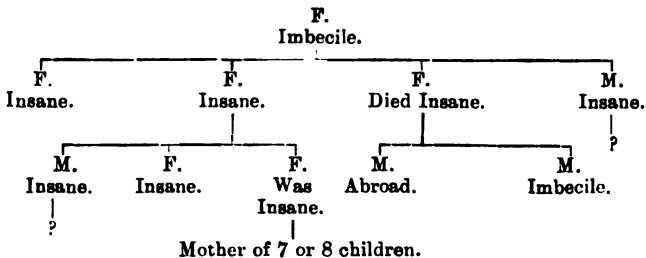 F.
Imbecile.
F. F. F. M.
Insane. Insane. Died Insane. Insane.
?
M. F. F. M. M.
Insane. Insane. Was Abroad. Imbecile.
Insane.
?
Mother of 7 or 8 children.